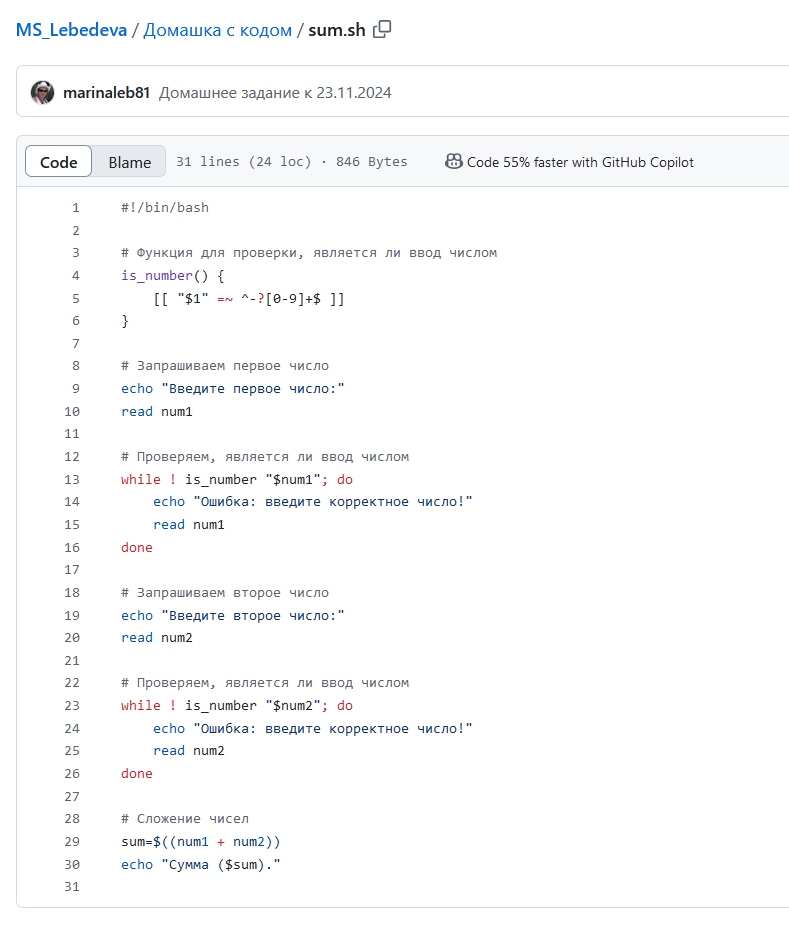 MS_Lebedeva / Домашка с кодом / sum.sh
marinaleb81 Домашнее задание к 23.11.2024
Code Blame 31 lines (24 loc) · 846 Bytes Code 55% faster with GitHub Copilot
1 #!/bin/bash
2
3 # Функция для проверки, является ли ввод числом
4 is_number() {
5     [[ "$1" =~ ^-?[0-9]+$ ]]
6 }
7
8 # Запрашиваем первое число
9 echo "Введите первое число:"
10 read num1
11
12 # Проверяем, является ли ввод числом
13 while ! is_number "$num1"; do
14     echo "Ошибка: введите корректное число!"
15     read num1
16 done
17
18 # Запрашиваем второе число
19 echo "Введите второе число:"
20 read num2
21
22 # Проверяем, является ли ввод числом
23 while ! is_number "$num2"; do
24     echo "Ошибка: введите корректное число!"
25     read num2
26 done
27
28 # Сложение чисел
29 sum=$((num1 + num2))
30 echo "Сумма ($sum)."
31